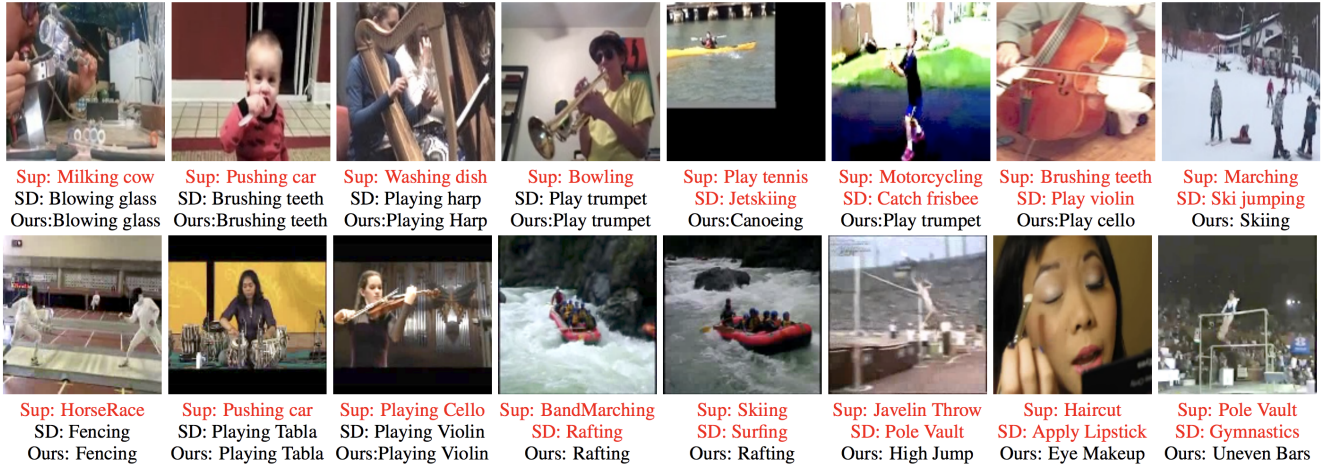 Sup: Milking cow
SD: Blowing glass
Ours:Blowing glass
Sup: Pushing car
SD: Brushing teeth
Ours:Brushing teeth
Sup: Washing dish
SD: Playing harp
Ours:Playing Harp
Sup: Bowling
SD: Play trumpet
Ours:Play trumpet
Sup: Play tennis
SD: Jetskiing
Ours:Canoeing
Sup: Motorcycling
SD: Catch frisbee
Ours:Play trumpet
Sup: Brushing teeth
SD: Play violin
Ours:Play cello
Sup: Marching
SD: Ski jumping
Ours: Skiing
Sup: HorseRace
SD: Fencing
Ours: Fencing
Sup: Pushing car
SD: Playing Tabla
Ours: Playing Tabla
Sup: Playing Cello
SD: Playing Violin
Ours:Playing Violin
Sup: BandMarching
SD: Rafting
Ours: Rafting
Sup: Skiing
SD: Surfing
Ours: Rafting
Sup: Javelin Throw
SD: Pole Vault
Ours: High Jump
Sup: Haircut
SD: Apply Lipstick
Ours: Eye Makeup
Sup: Pole Vault
SD: Gymnastics
Ours: Uneven Bars